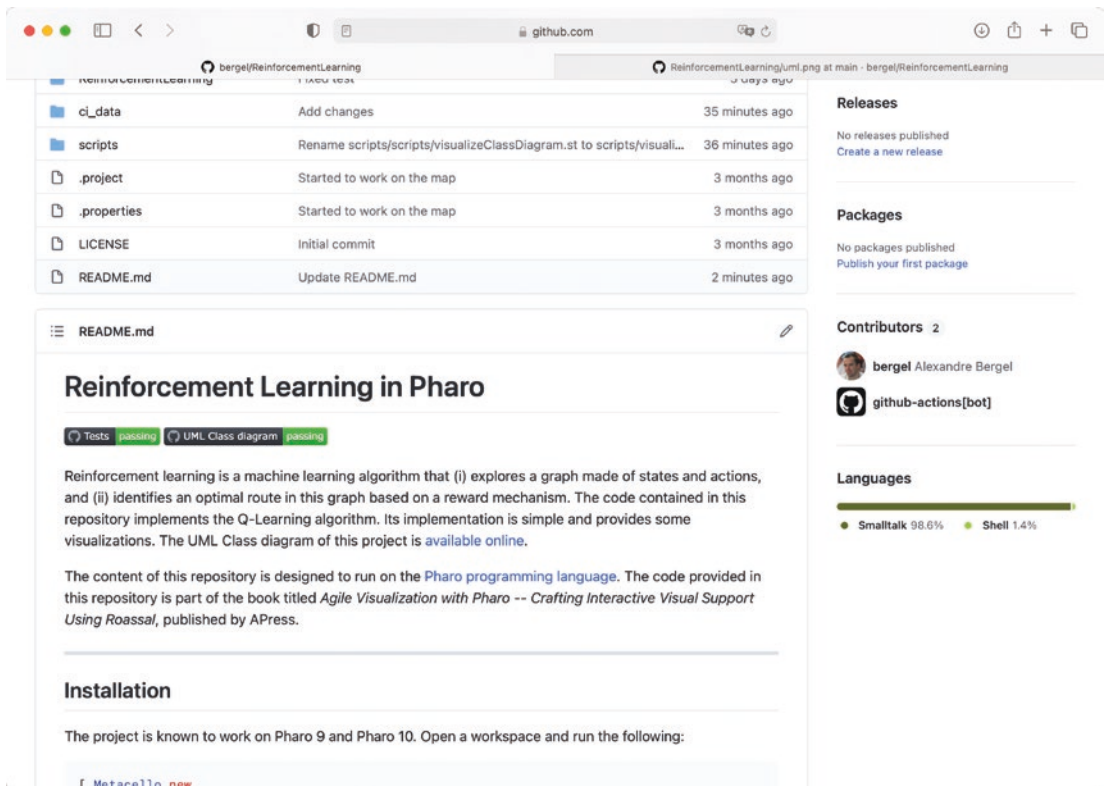 github.com
bergel/ReinforcementLearning
ReinforcementLearning/uml.png at main - bergel/ReinforcementLearning
ReinforcementLearning Fixed test 3 days ago
ci_data Add changes 35 minutes ago
scripts Rename scripts/scripts/visualizeClassDiagram.st to scripts/visuali... 36 minutes ago
.project Started to work on the map 3 months ago
.properties Started to work on the map 3 months ago
LICENSE Initial commit 3 months ago
README.md Update README.md 2 minutes ago
README.md
Reinforcement Learning in Pharo
Tests passing UML Class diagram passing
Reinforcement learning is a machine learning algorithm that (i) explores a graph made of states and actions,
and (ii) identifies an optimal route in this graph based on a reward mechanism. The code contained in this
repository implements the Q-Learning algorithm. Its implementation is simple and provides some
visualizations. The UML Class diagram of this project is available online.
The content of this repository is designed to run on the Pharo programming language. The code provided in
this repository is part of the book titled Agile Visualization with Pharo -- Crafting Interactive Visual Support
Using Roassal, published by APress.
Installation
The project is known to work on Pharo 9 and Pharo 10. Open a workspace and run the following:
[ Metacello new
Releases
No releases published
Create a new release
Packages
No packages published
Publish your first package
Contributors 2
bergel Alexandre Bergel
github-actions[bot]
Languages
Smalltalk 98.6% Shell 1.4%